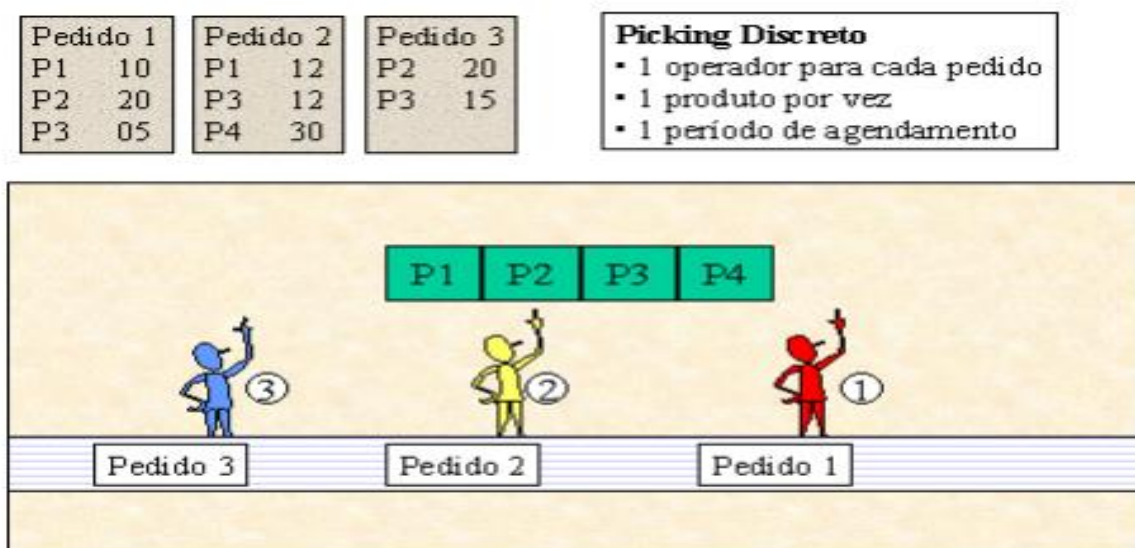 Pedido 1
P1 10
P2 20
P3 05
Pedido 2
P1 12
P3 12
P4 30
Pedido 3
P2 20
P3 15
Picking Discreto
▪ 1 operador para cada pedido
▪ 1 produto por vez
▪ 1 período de agendamento
P1 P2 P3 P4
3 2 1
Pedido 3 Pedido 2 Pedido 1